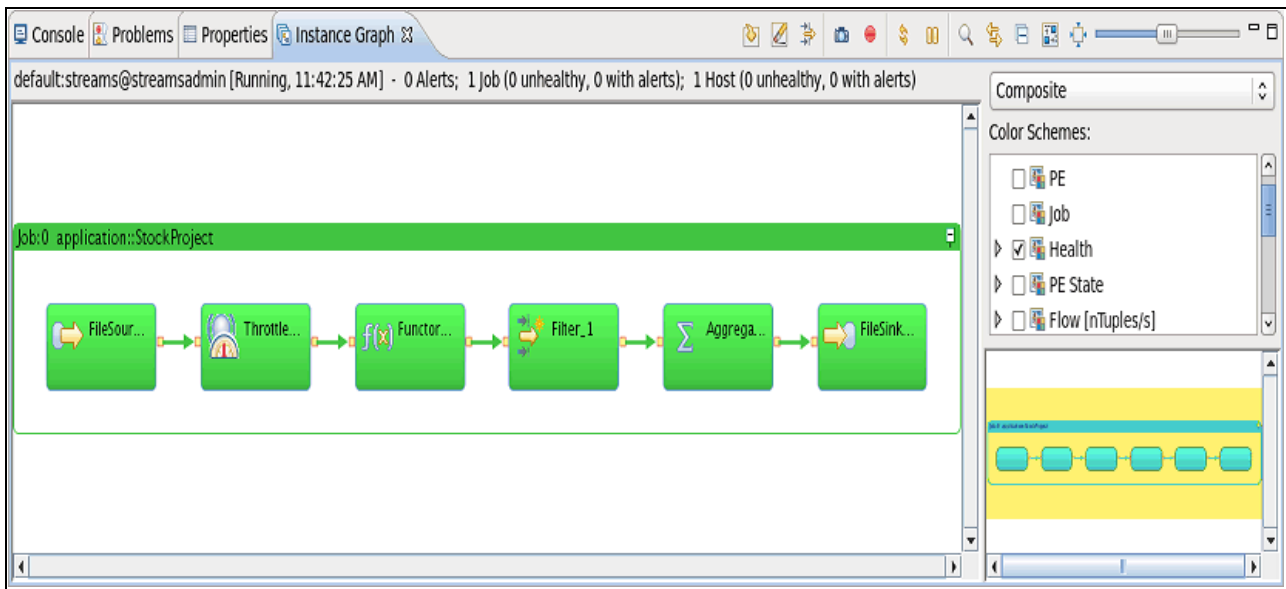 Console Problems Properties Instance Graph
default:streams@streamsadmin [Running, 11:42:25 AM] - 0 Alerts; 1 Job (0 unhealthy, 0 with alerts); 1 Host (0 unhealthy, 0 with alerts)
Composite
Color Schemes:
PE
Job
Health
PE State
Flow [nTuples/s]
Job:0 application::StockProject
FileSour... Throttle... f(x) Functor... Filter_1 Σ Aggrega... FileSink...